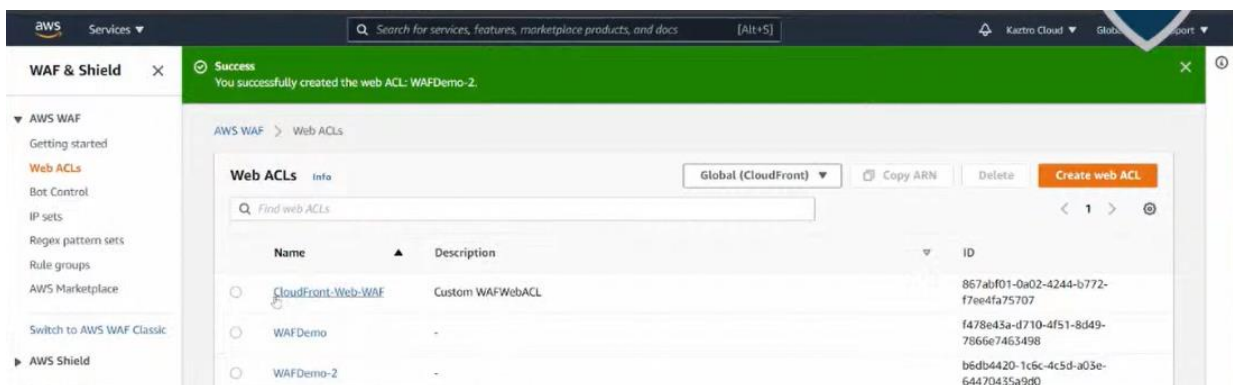 aws Services ▼ Search for services, features, marketplace products, and docs [Alt+S] Kaztro Cloud ▼ ▼
WAF & Shield
Success
You successfully created the web ACL: WAFDemo-2.
AWS WAF
Getting started
Web ACLs
Bot Control
IP sets
Regex pattern sets
Rule groups
AWS Marketplace
Switch to AWS WAF Classic
AWS Shield
AWS WAF > Web ACLs
Web ACLs Info Global (CloudFront) ▼ Copy ARN Delete Create web ACL
Find web ACLs < 1 >
Name ▲ Description ID
CloudFront-Web-WAF Custom WAFWebACL 867abf01-0a02-4244-b772-
f7ee4fa75707
WAFDemo - f478e43a-d710-4f51-8d49-
7866e7463498
WAFDemo-2 - b6db4420-1c6c-4c5d-a03e-
64470435a9d0